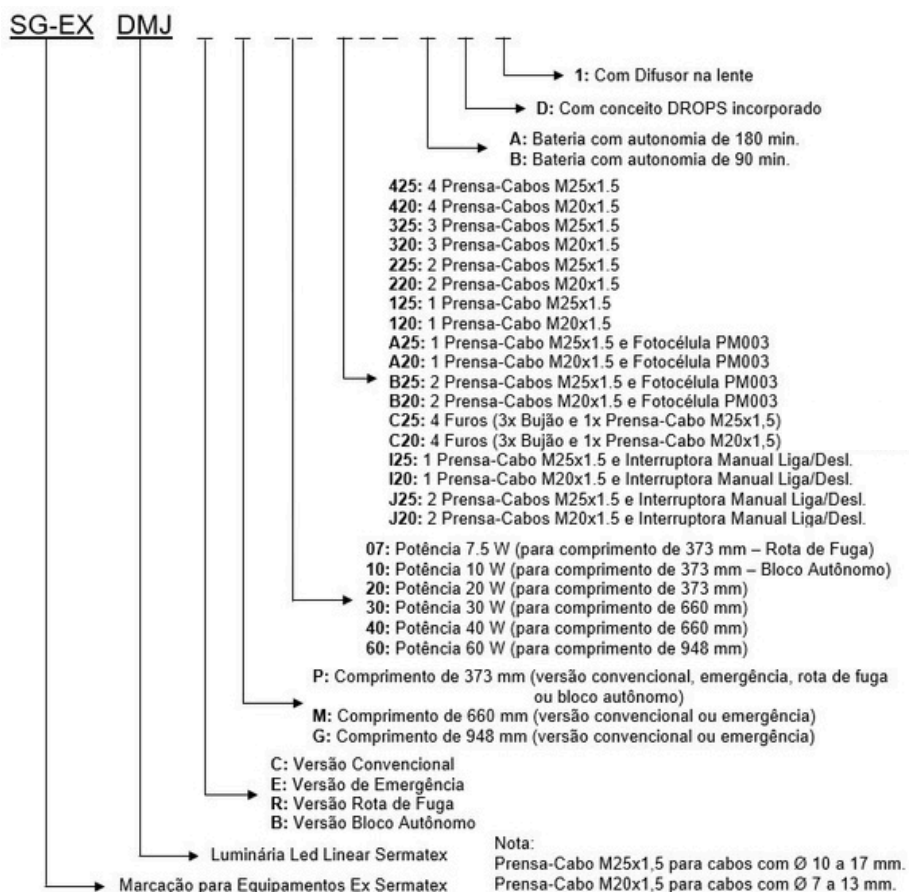 SG-EX DMJ _ _ __ ___ _ _ _
1: Com Difusor na lente
D: Com conceito DROPS incorporado
A: Bateria com autonomia de 180 min.
B: Bateria com autonomia de 90 min.
425: 4 Prensa-Cabos M25x1.5
420: 4 Prensa-Cabos M20x1.5
325: 3 Prensa-Cabos M25x1.5
320: 3 Prensa-Cabos M20x1.5
225: 2 Prensa-Cabos M25x1.5
220: 2 Prensa-Cabos M20x1.5
125: 1 Prensa-Cabo M25x1.5
120: 1 Prensa-Cabo M20x1.5
A25: 1 Prensa-Cabo M25x1.5 e Fotocélula PM003
A20: 1 Prensa-Cabo M20x1.5 e Fotocélula PM003
B25: 2 Prensa-Cabos M25x1.5 e Fotocélula PM003
B20: 2 Prensa-Cabos M20x1.5 e Fotocélula PM003
C25: 4 Furos (3x Bujão e 1x Prensa-Cabo M25x1,5)
C20: 4 Furos (3x Bujão e 1x Prensa-Cabo M20x1,5)
I25: 1 Prensa-Cabo M25x1.5 e Interruptora Manual Liga/Desl.
I20: 1 Prensa-Cabo M20x1.5 e Interruptora Manual Liga/Desl.
J25: 2 Prensa-Cabos M25x1.5 e Interruptora Manual Liga/Desl.
J20: 2 Prensa-Cabos M20x1.5 e Interruptora Manual Liga/Desl.
07: Potência 7.5 W (para comprimento de 373 mm – Rota de Fuga)
10: Potência 10 W (para comprimento de 373 mm – Bloco Autônomo)
20: Potência 20 W (para comprimento de 373 mm)
30: Potência 30 W (para comprimento de 660 mm)
40: Potência 40 W (para comprimento de 660 mm)
60: Potência 60 W (para comprimento de 948 mm)
P: Comprimento de 373 mm (versão convencional, emergência, rota de fuga
ou bloco autônomo)
M: Comprimento de 660 mm (versão convencional ou emergência)
G: Comprimento de 948 mm (versão convencional ou emergência)
C: Versão Convencional
E: Versão de Emergência
R: Versão Rota de Fuga
B: Versão Bloco Autônomo
Luminária Led Linear Sermatex
Marcação para Equipamentos Ex Sermatex
Nota:
Prensa-Cabo M25x1,5 para cabos com Ø 10 a 17 mm.
Prensa-Cabo M20x1,5 para cabos com Ø 7 a 13 mm.